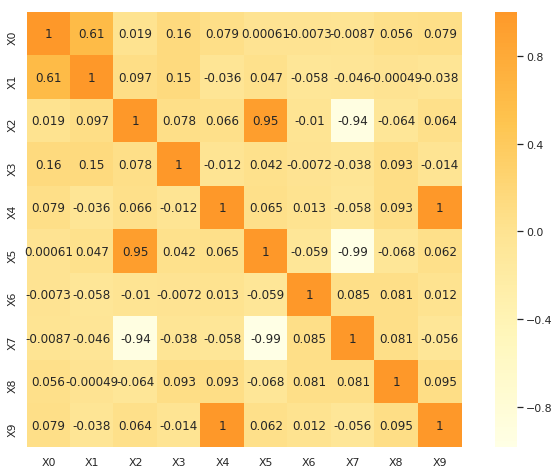 X0 1 0.61 0.019 0.16 0.079 0.00061 -0.0073 -0.0087 0.056 0.079
X1 0.61 1 0.097 0.15 -0.036 0.047 -0.058 -0.046 -0.00049 -0.038
X2 0.019 0.097 1 0.078 0.066 0.95 -0.01 -0.94 -0.064 0.064
X3 0.16 0.15 0.078 1 -0.012 0.042 -0.0072 -0.038 0.093 -0.014
X4 0.079 -0.036 0.066 -0.012 1 0.065 0.013 -0.058 0.093 1
X5 0.00061 0.047 0.95 0.042 0.065 1 -0.059 -0.99 -0.068 0.062
X6 -0.0073 -0.058 -0.01 -0.0072 0.013 -0.059 1 0.085 0.081 0.012
X7 -0.0087 -0.046 -0.94 -0.038 -0.058 -0.99 0.085 1 0.081 -0.056
X8 0.056 -0.00049 -0.064 0.093 0.093 -0.068 0.081 0.081 1 0.095
X9 0.079 -0.038 0.064 -0.014 1 0.062 0.012 -0.056 0.095 1
X0 X1 X2 X3 X4 X5 X6 X7 X8 X9
0.8
0.4
0.0
−0.4
−0.8